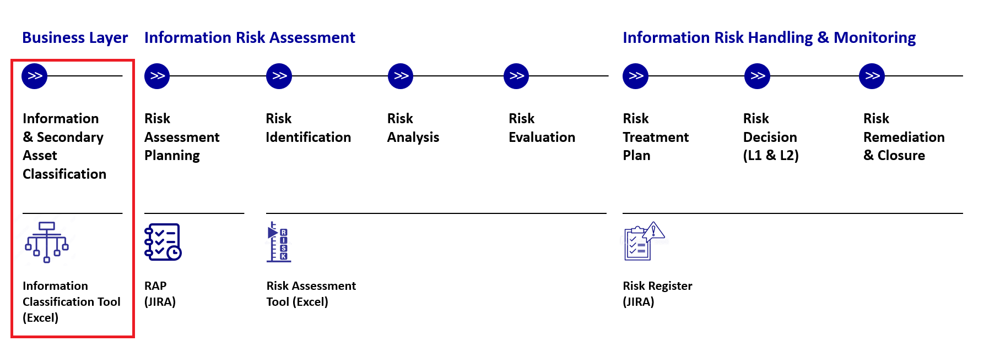 Business Layer
Information Risk Assessment
Information Risk Handling & Monitoring
>>
>>
>>
>>
>>
>>
>>
>>
Information
& Secondary
Asset
Classification
Risk
Assessment
Planning
Risk
Identification
Risk
Analysis
Risk
Evaluation
Risk
Treatment
Plan
Risk
Decision
(L1 & L2)
Risk
Remediation
& Closure
R
I
S
K
!
Information
Classification Tool
(Excel)
RAP
(JIRA)
Risk Assessment
Tool (Excel)
Risk Register
(JIRA)